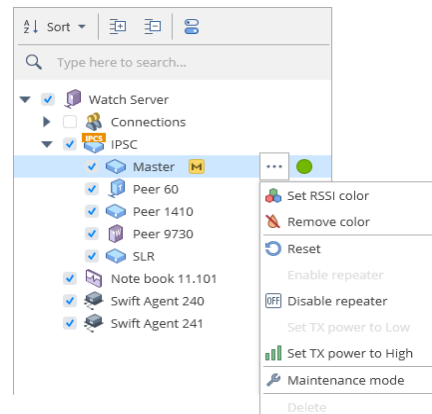 Sort
Type here to search...
Watch Server
Connections
IPCS
IPSC
Master M
Peer 60
Peer 1410
Peer 9730
SLR
Note book 11.101
Swift Agent 240
Swift Agent 241
Set RSSI color
Remove color
Reset
Enable repeater
OFF Disable repeater
Set TX power to Low
Set TX power to High
Maintenance mode
Delete